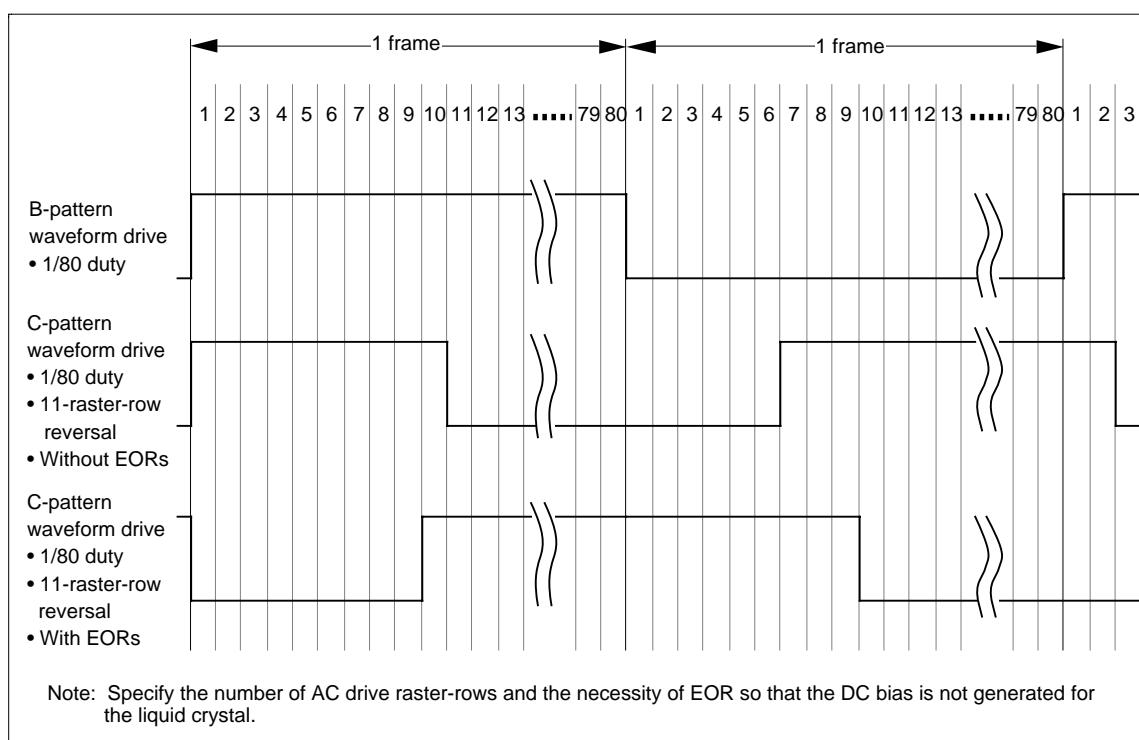 1 frame 1 frame
1 2 3 4 5 6 7 8 9 10 11 12 13 ...... 79 80 1 2 3 4 5 6 7 8 9 10 11 12 13 ...... 79 80 1 2 3
B-pattern
waveform drive
• 1/80 duty
C-pattern
waveform drive
• 1/80 duty
• 11-raster-row
reversal
• Without EORs
C-pattern
waveform drive
• 1/80 duty
• 11-raster-row
reversal
• With EORs
Note: Specify the number of AC drive raster-rows and the necessity of EOR so that the DC bias is not generated for
the liquid crystal.